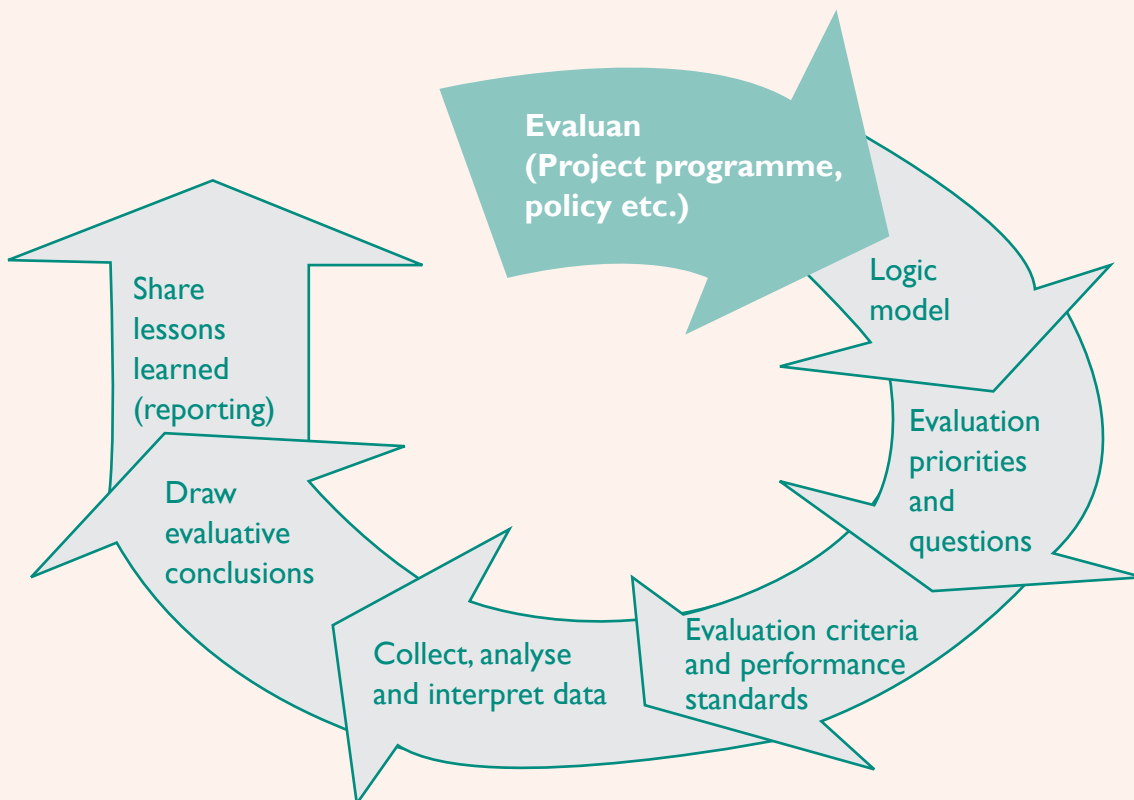 Evaluan
(Project programme,
policy etc.)
Logic
model
Evaluation
priorities
and
questions
Evaluation criteria
and performance
standards
Collect, analyse
and interpret data
Draw
evaluative
conclusions
Share
lessons
learned
(reporting)